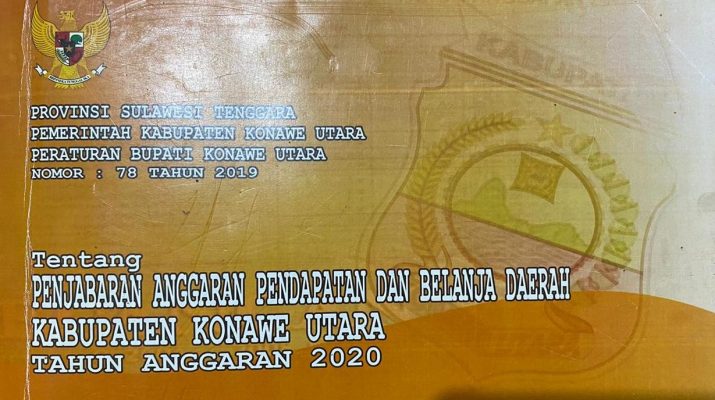 PROVINSI SULAWESI TENGGARA
PEMERINTAH KABUPATEN KONAWE UTARA
PERATURAN BUPATI KONAWE UTARA
NOMOR : 78 TAHUN 2019
Tentang
PENJABARAN ANGGARAN PENDAPATAN DAN BELANJA DAERAH
KABUPATEN KONAWE UTARA
TAHUN ANGGARAN 2020